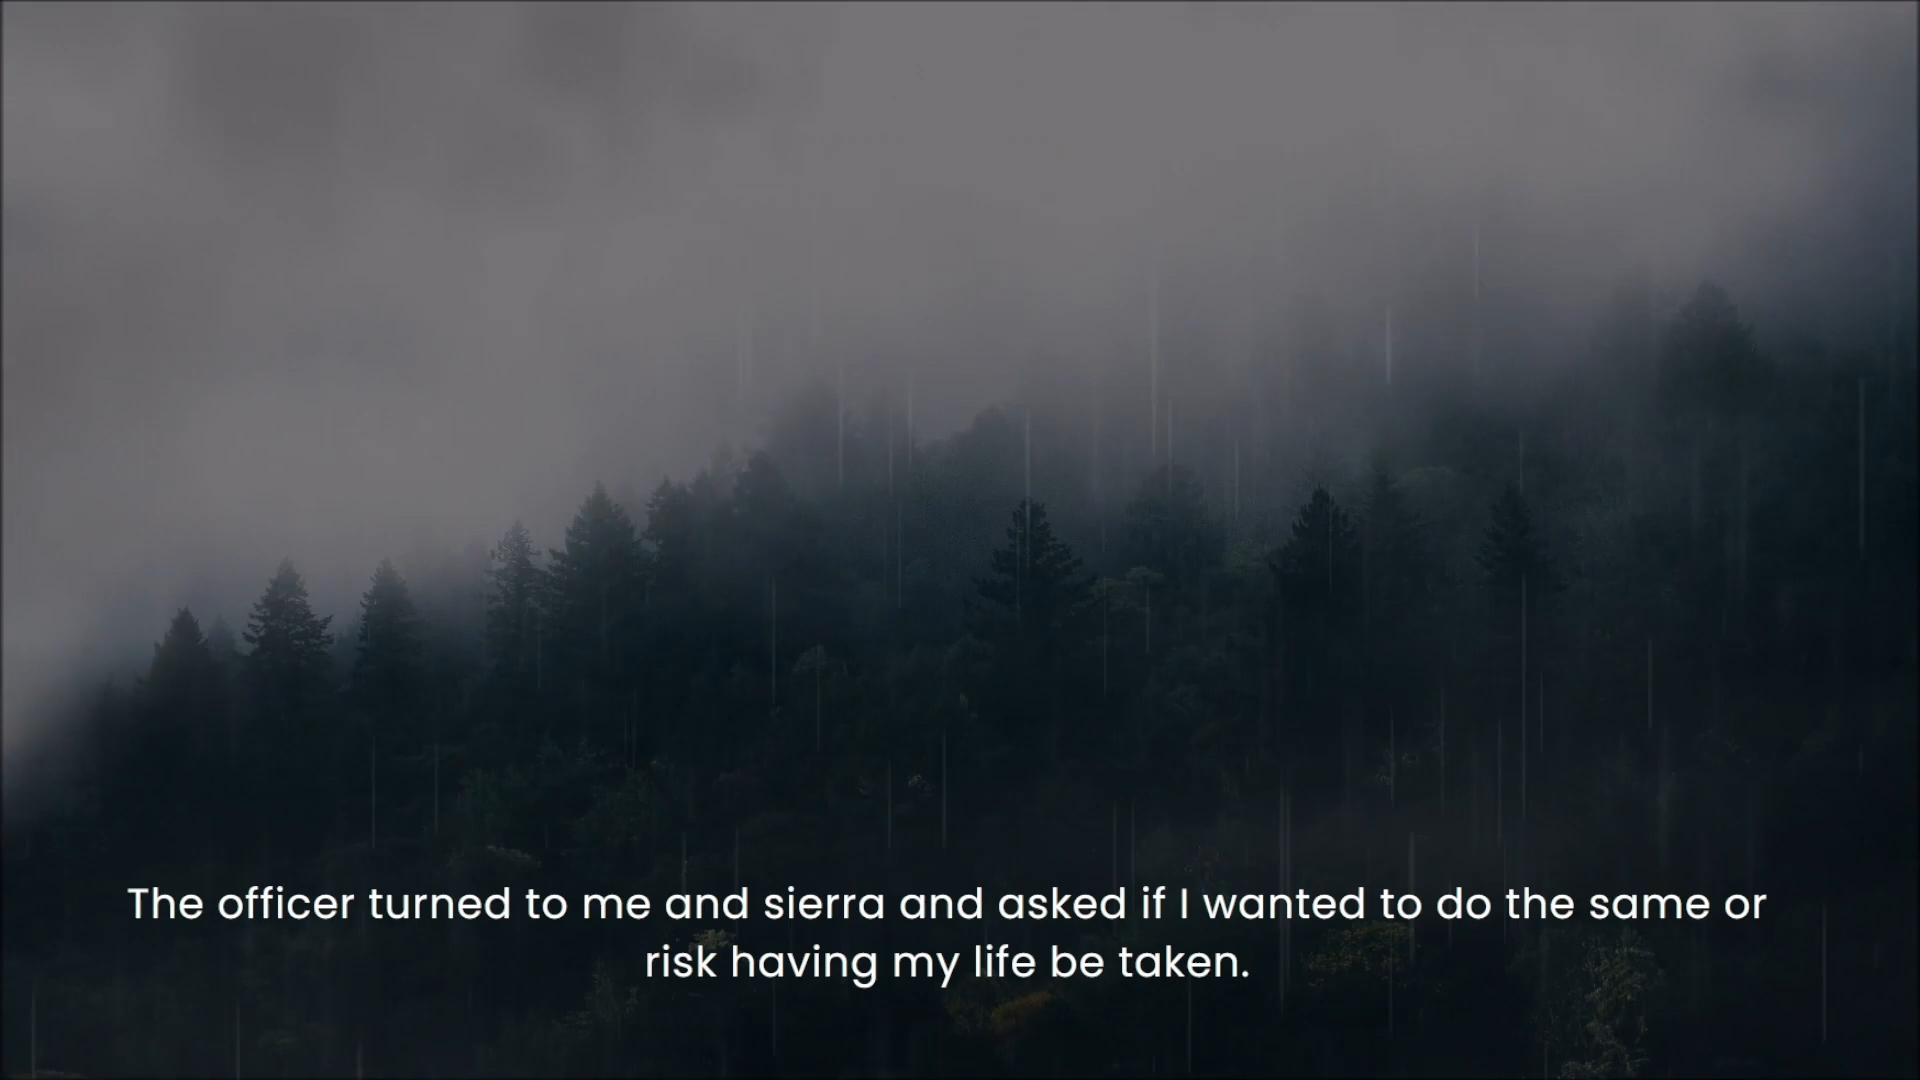 The officer turned to me and sierra and asked if I wanted to do the same or
risk having my life be taken.